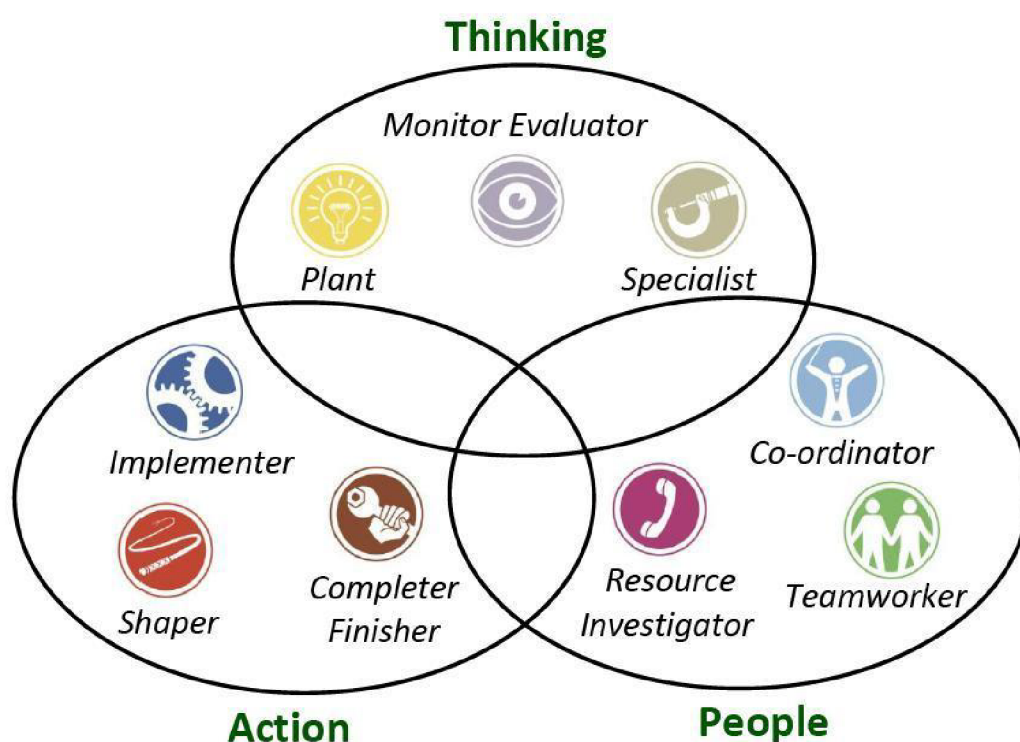 Thinking
Monitor Evaluator
Plant
Specialist
Implementer
Co-ordinator
Shaper
Completer
Finisher
Resource
Investigator
Teamworker
Action
People